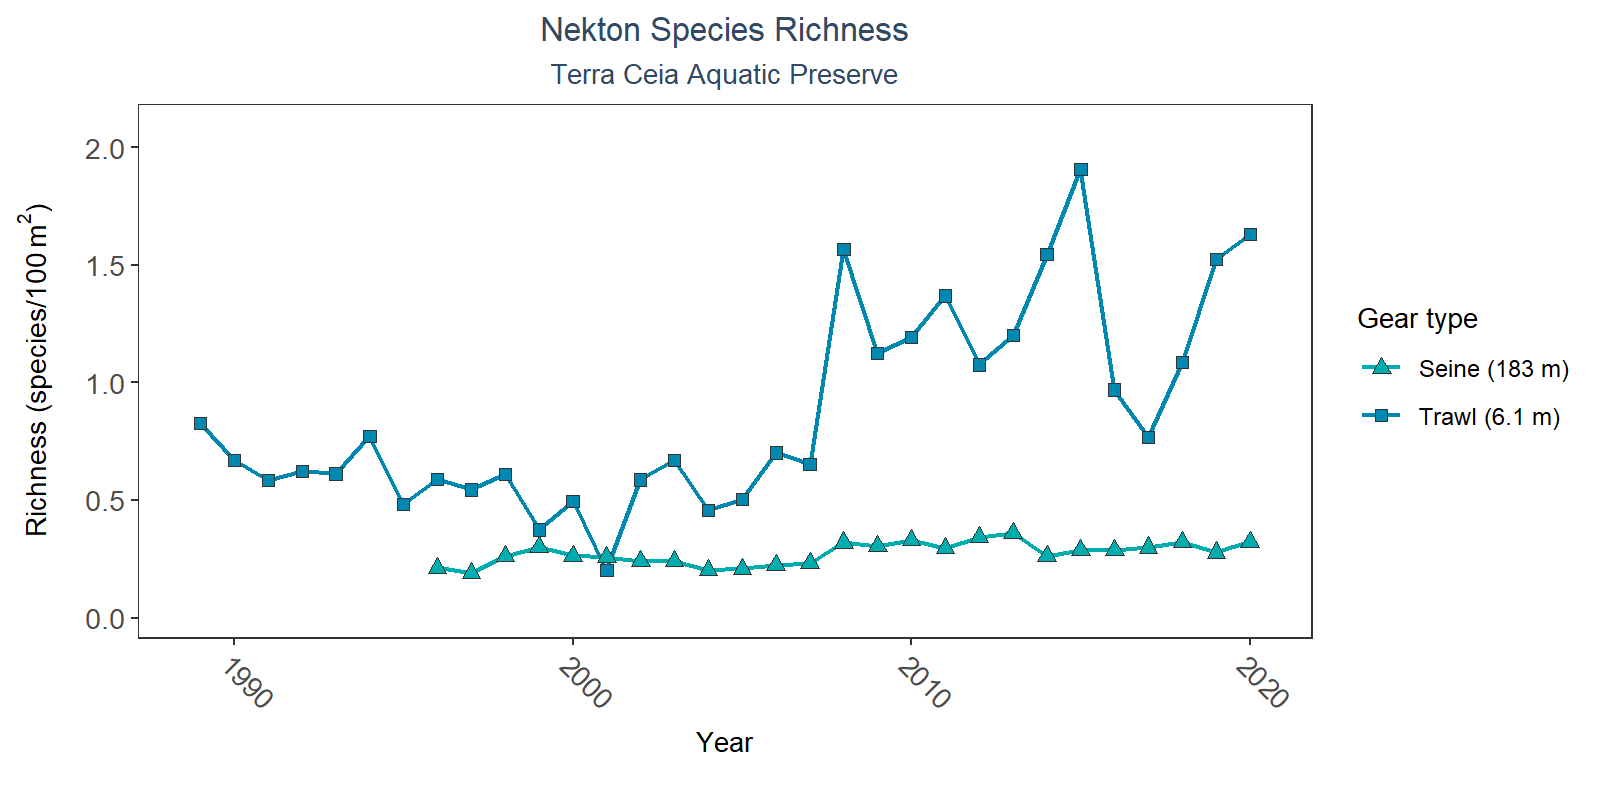 Nekton Species Richness
Terra Ceia Aquatic Preserve
Richness (species/100 m²)
2.0
1.5
1.0
0.5
0.0
1990
2000
2010
2020
Year
Gear type
Seine (183 m)
Trawl (6.1 m)